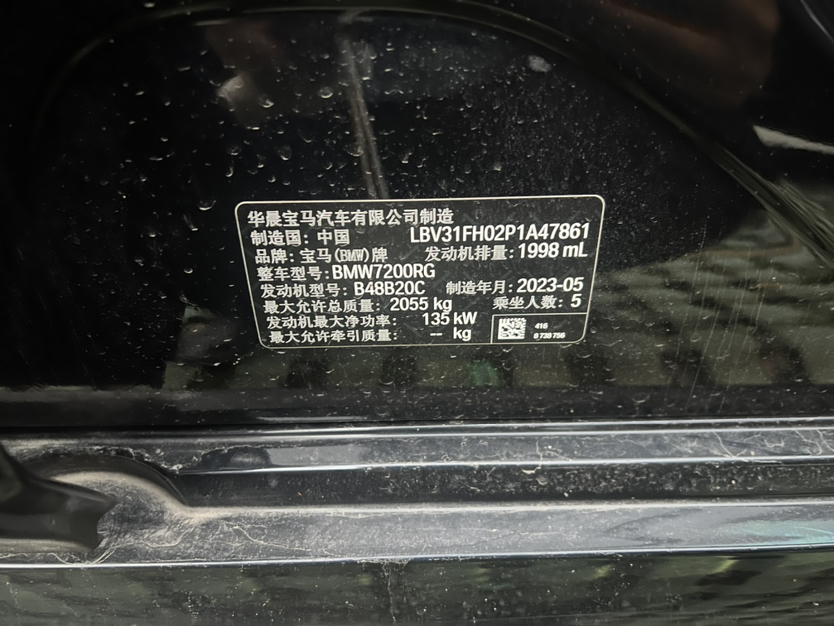 华晨宝马汽车有限公司制造
制造国：中国 LBV31FH02P1A47861
品牌：宝马(BMW)牌 发动机排量：1998 mL
整车型号：BMW7200RG
发动机型号：B48B20C 制造年月：2023-05
最大允许总质量：2055 kg 乘坐人数：5
发动机最大净功率：135 kW
最大允许牵引质量：-- kg
416
8 739 756